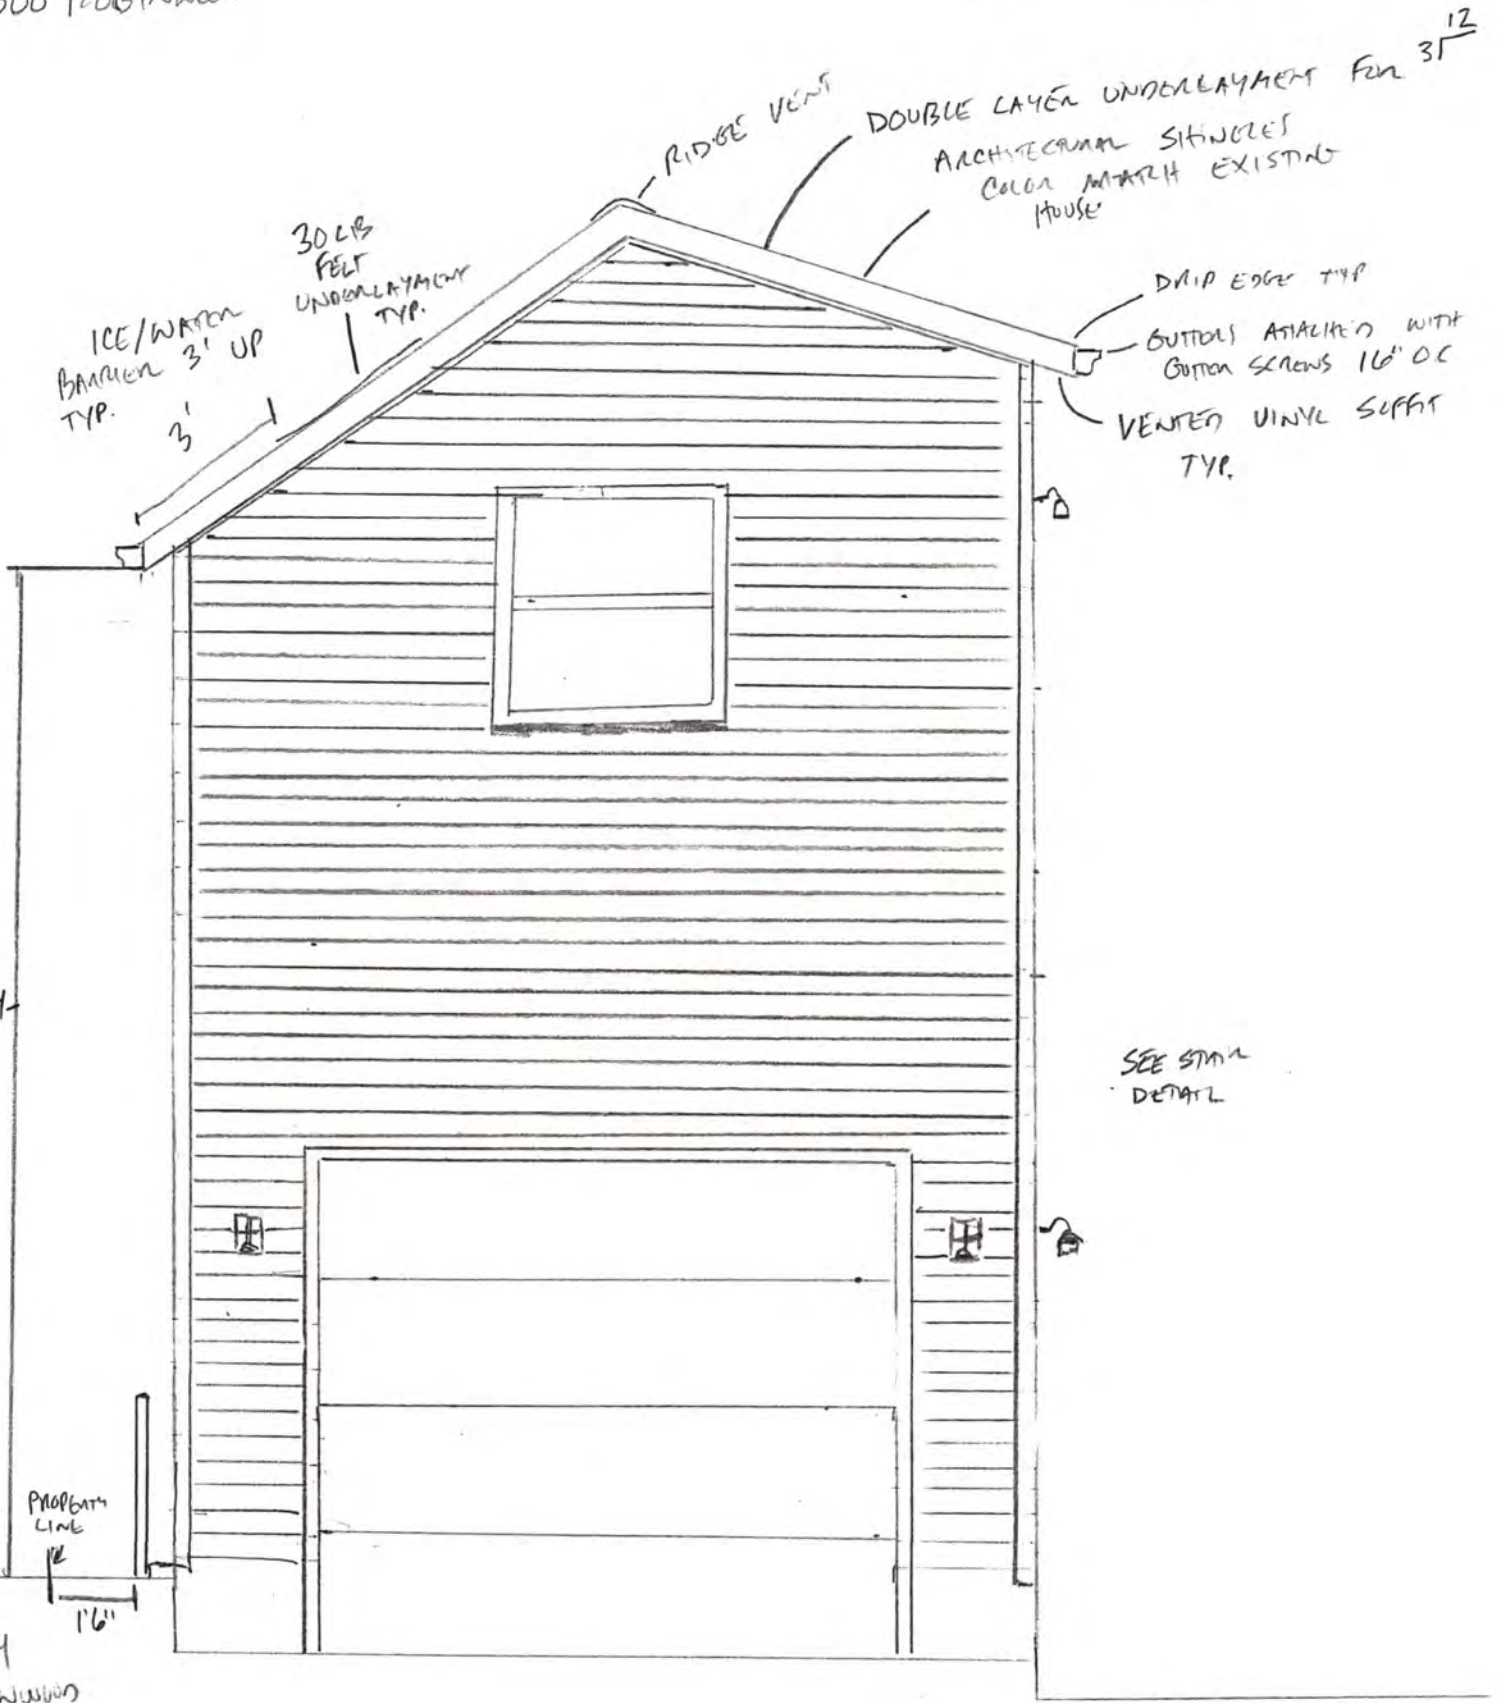 12
3
RIDGE VENT
DOUBLE LAYER UNDERLAYMENT FOR
ARCHITECTURAL SHINGLES
COLOR MATCH EXISTING
HOUSE
30 LB
FELT
UNDERLAYMENT
TYP.
ICE/WATER
BARRIER 3' UP
TYP.
3'
DRIP EDGE TYP
GUTTERS ATTACHED WITH
GUTTER SCREWS 16" O.C
VENTED VINYL SOFFIT
TYP.
SEE STAIR
DETAIL
PROPERTY
LINE
1'6"